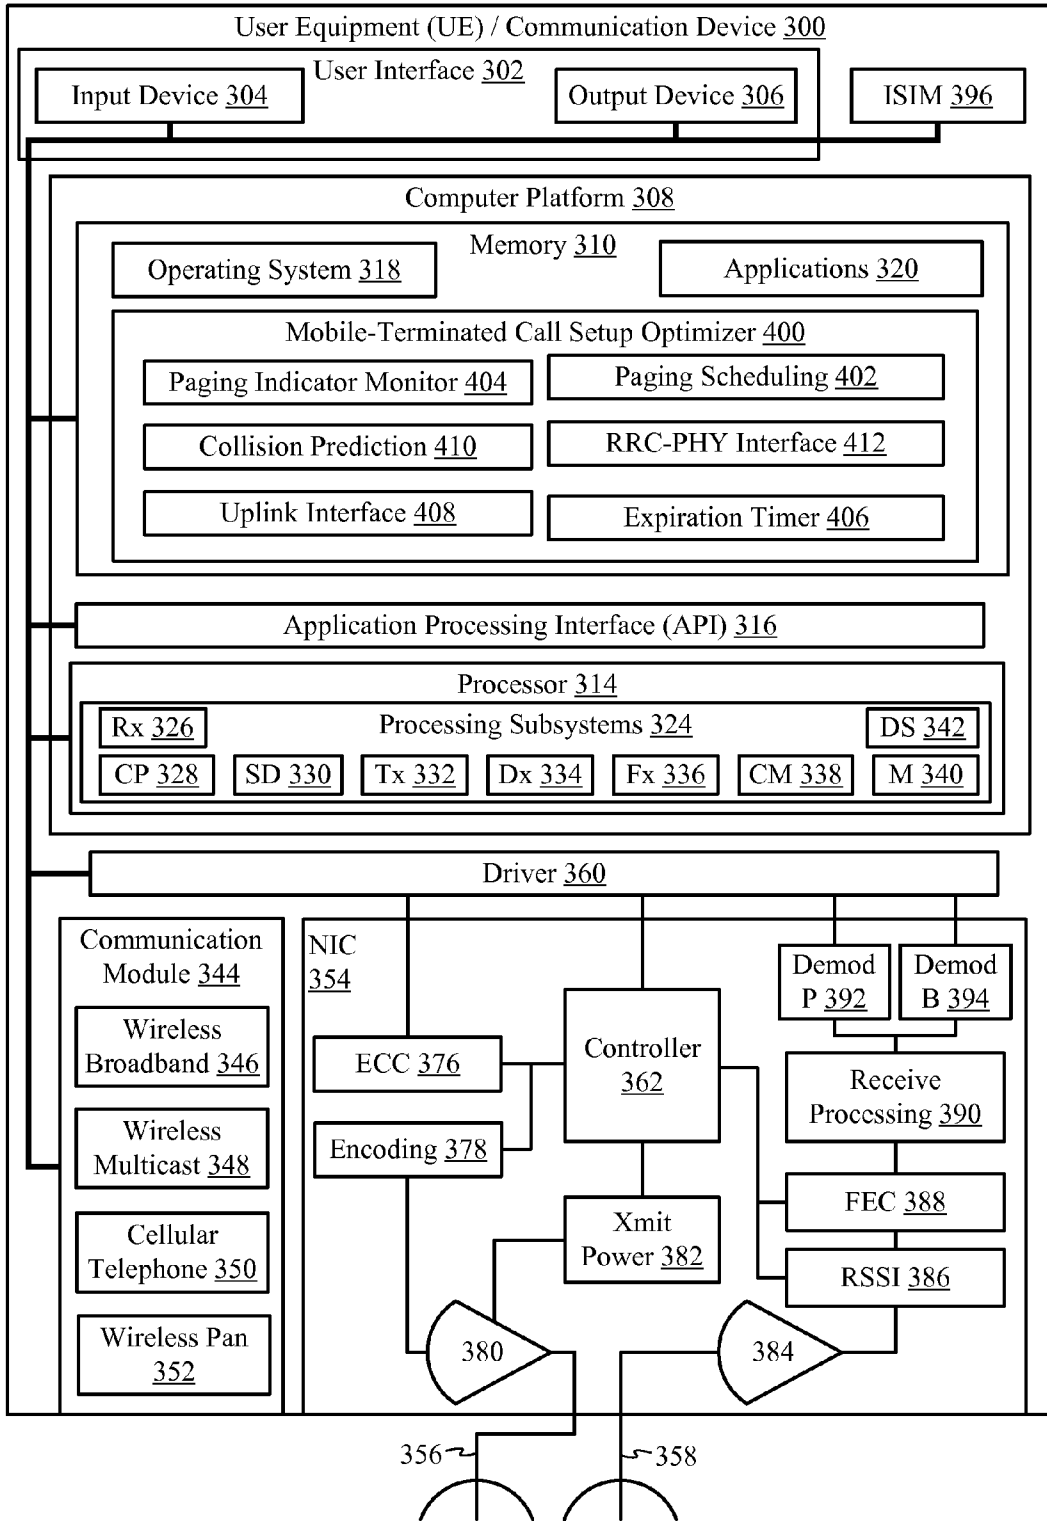 User Equipment (UE) / Communication Device 300
User Interface 302
Input Device 304
Output Device 306
ISIM 396
Computer Platform 308
Memory 310
Operating System 318
Applications 320
Mobile-Terminated Call Setup Optimizer 400
Paging Indicator Monitor 404
Paging Scheduling 402
Collision Prediction 410
RRC-PHY Interface 412
Uplink Interface 408
Expiration Timer 406
Application Processing Interface (API) 316
Processor 314
Processing Subsystems 324
Rx 326
DS 342
CP 328
SD 330
Tx 332
Dx 334
Fx 336
CM 338
M 340
Driver 360
Communication
Module 344
Wireless
Broadband 346
Wireless
Multicast 348
Cellular
Telephone 350
Wireless Pan
352
NIC
354
Demod
P 392
Demod
B 394
ECC 376
Controller
362
Receive
Processing 390
Encoding 378
FEC 388
Xmit
Power 382
RSSI 386
380
384
356
358